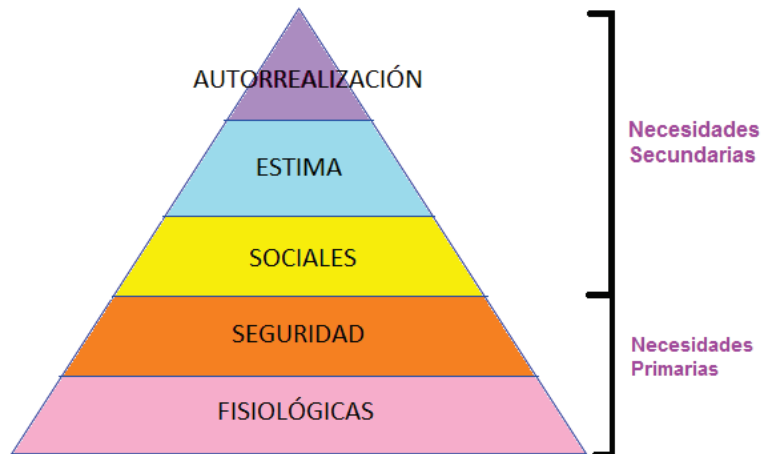 AUTORREALIZACIÓN
ESTIMA
SOCIALES
SEGURIDAD
FISIOLÓGICAS
Necesidades
Secundarias
Necesidades
Primarias